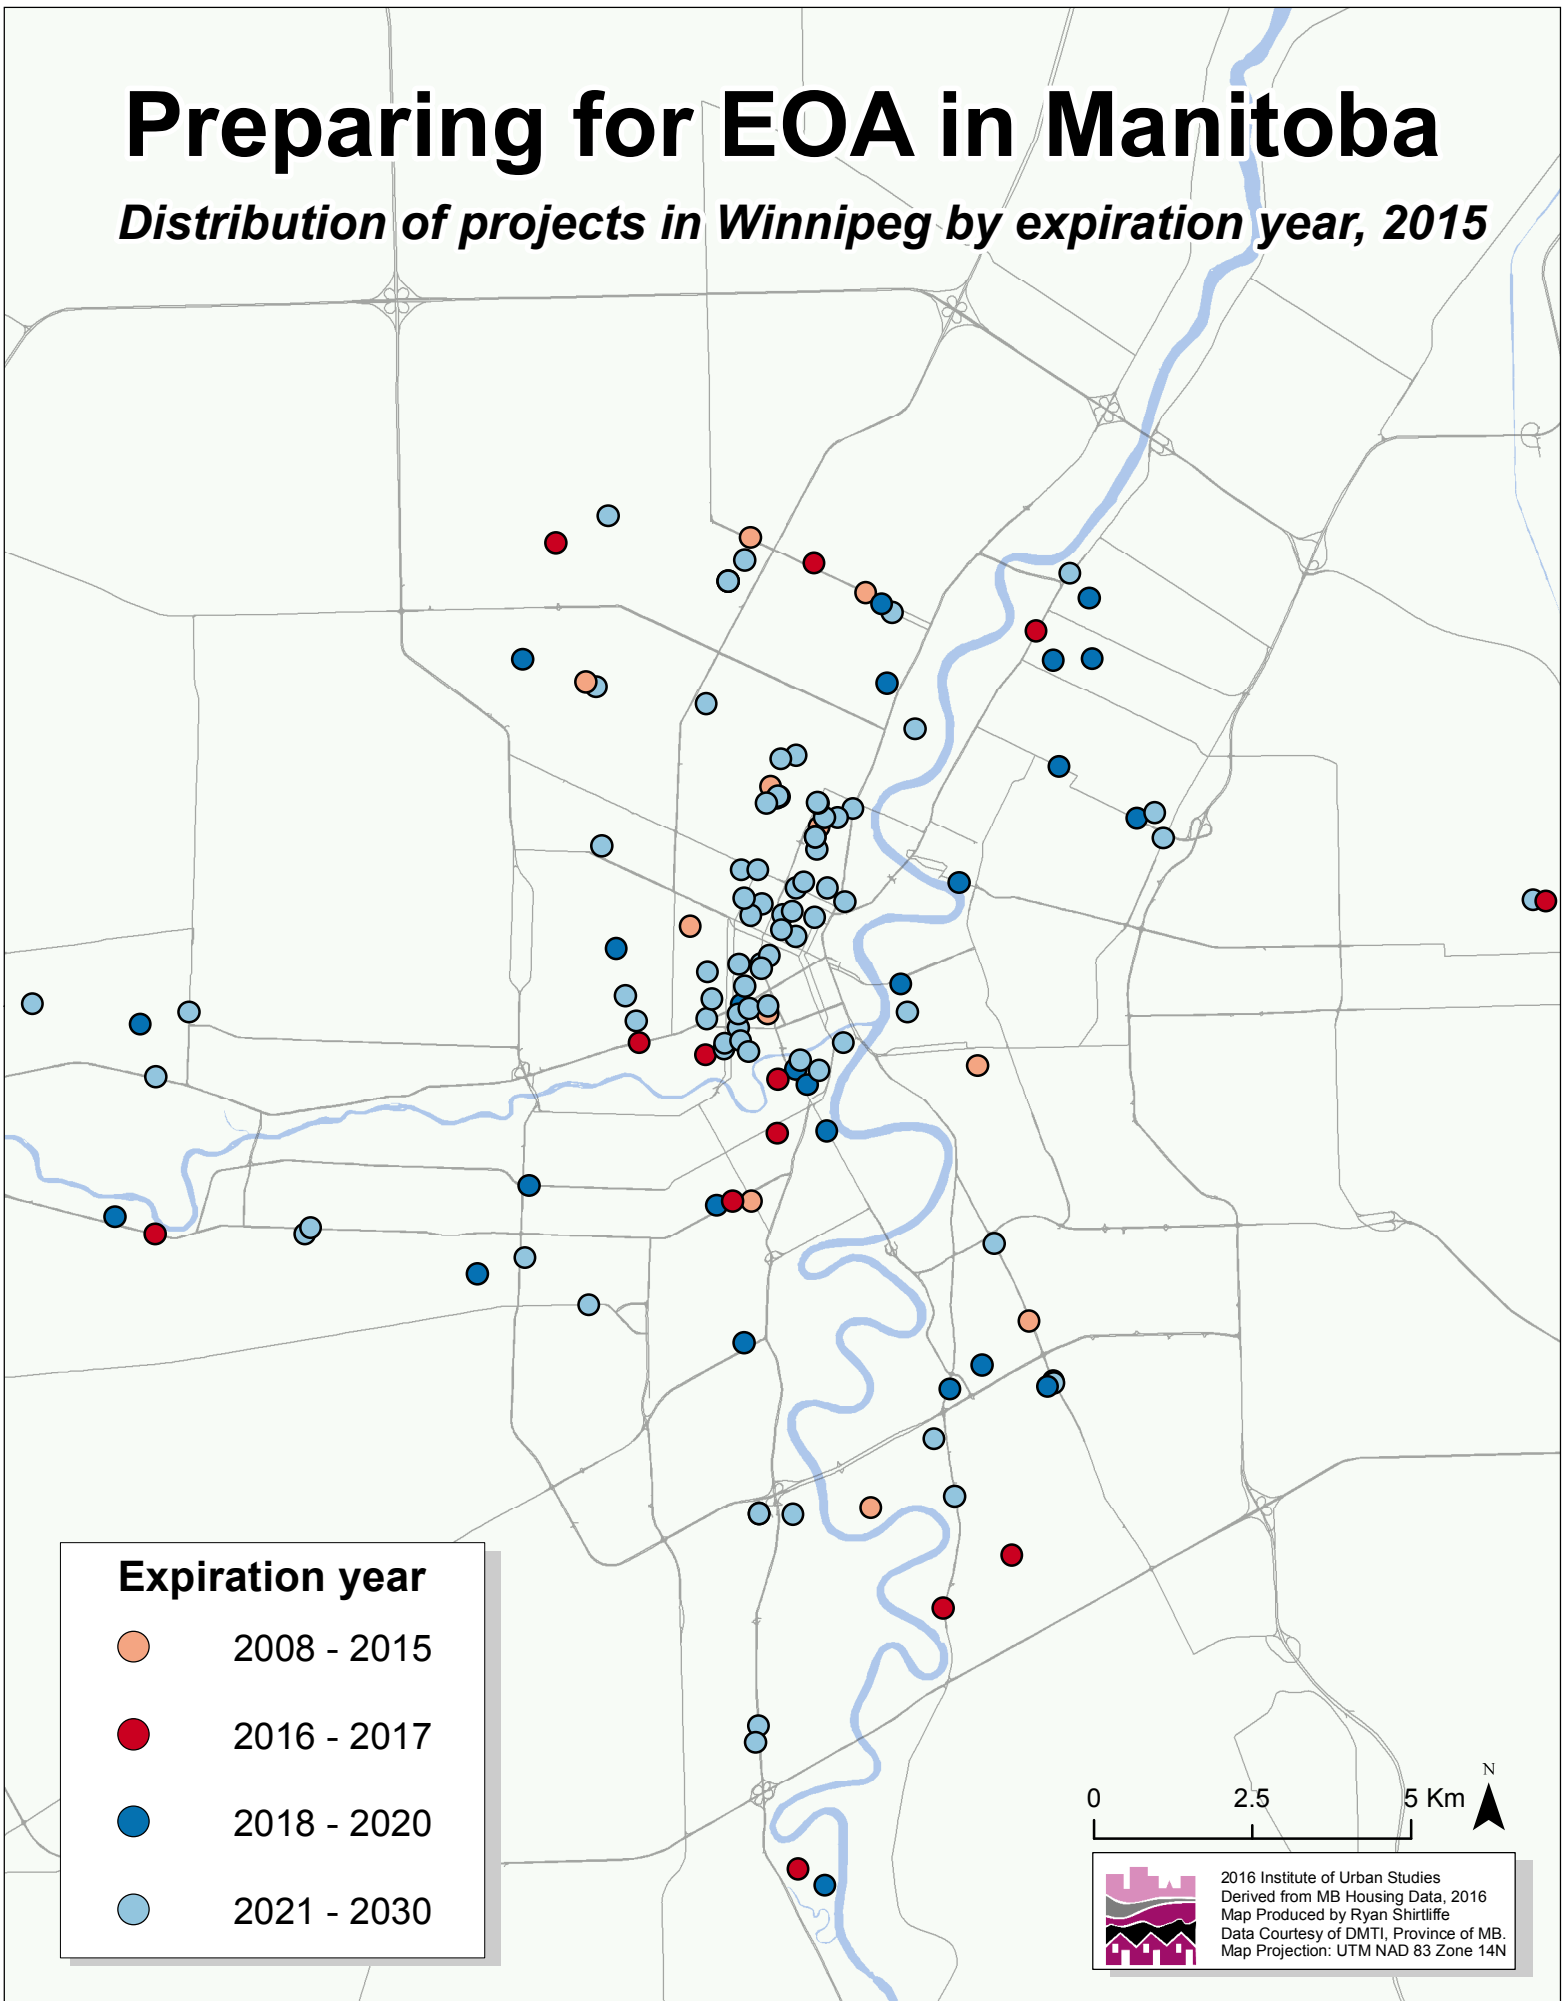 Preparing for EOA in Manitoba
Distribution of projects in Winnipeg by expiration year, 2015
Expiration year
2008 - 2015
2016 - 2017
2018 - 2020
2021 - 2030
N
0 2.5 5 Km
2016 Institute of Urban Studies
Derived from MB Housing Data, 2016
Map Produced by Ryan Shirtliffe
Data Courtesy of DMTI, Province of MB.
Map Projection: UTM NAD 83 Zone 14N